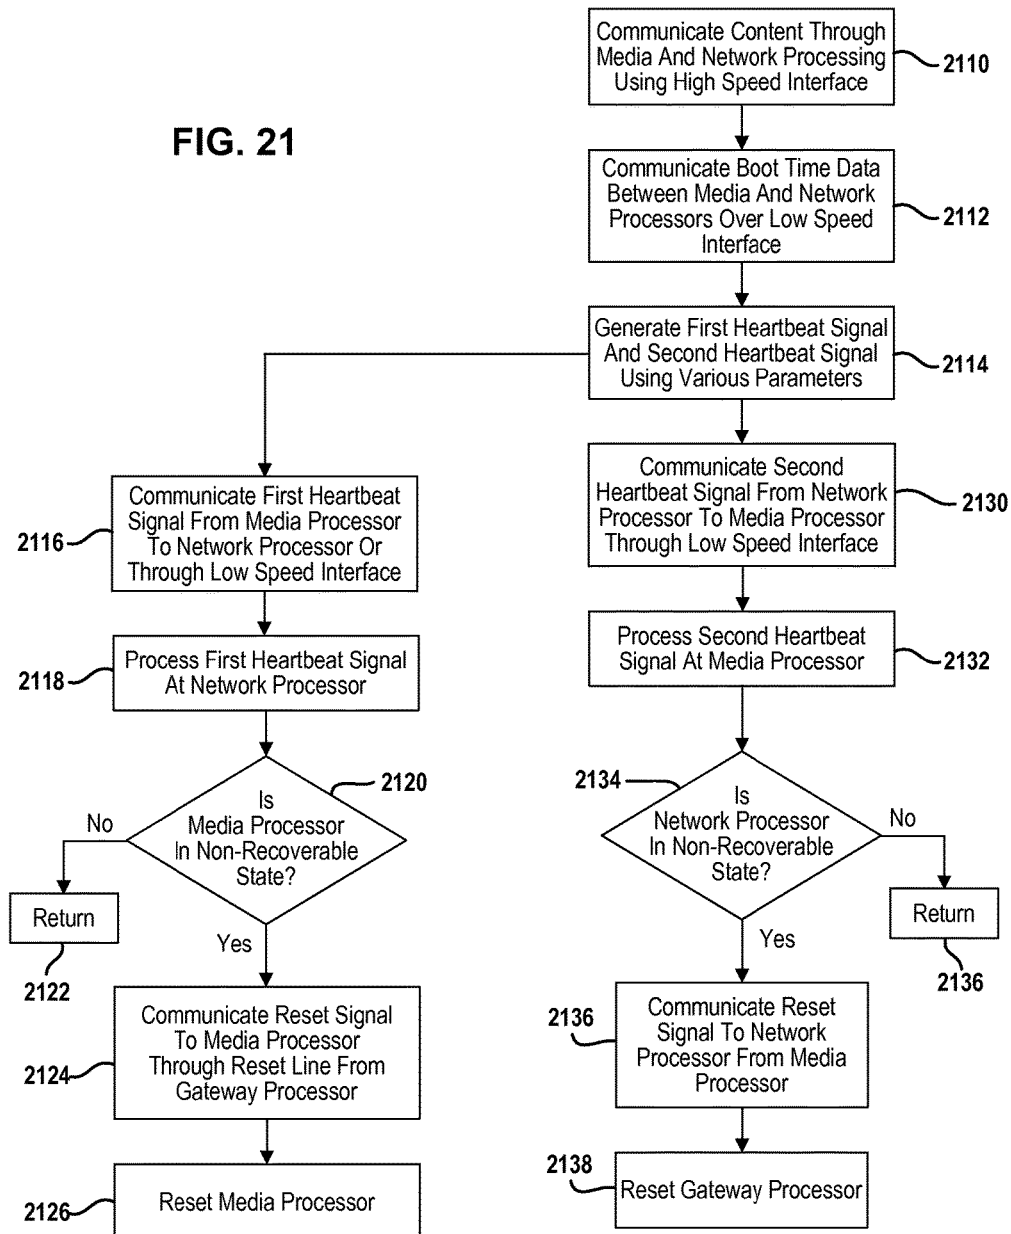 Communicate Content Through
Media And Network Processing
Using High Speed Interface
2110
FIG. 21
Communicate Boot Time Data
Between Media And Network
Processors Over Low Speed
Interface
2112
Generate First Heartbeat Signal
And Second Heartbeat Signal
Using Various Parameters
2114
Communicate First Heartbeat
Signal From Media Processor
To Network Processor Or
Through Low Speed Interface
2116
Communicate Second
Heartbeat Signal From Network
Processor To Media Processor
Through Low Speed Interface
2130
Process First Heartbeat Signal
At Network Processor
2118
Process Second Heartbeat
Signal At Media Processor
2132
2120
Is
Media Processor
In Non-Recoverable
State?
No
Return
2122
Yes
2134
Is
Network Processor
In Non-Recoverable
State?
No
Return
2136
Yes
Communicate Reset Signal
To Media Processor
Through Reset Line From
Gateway Processor
2124
2136
Communicate Reset
Signal To Network
Processor From Media
Processor
Reset Media Processor
2126
2138
Reset Gateway Processor